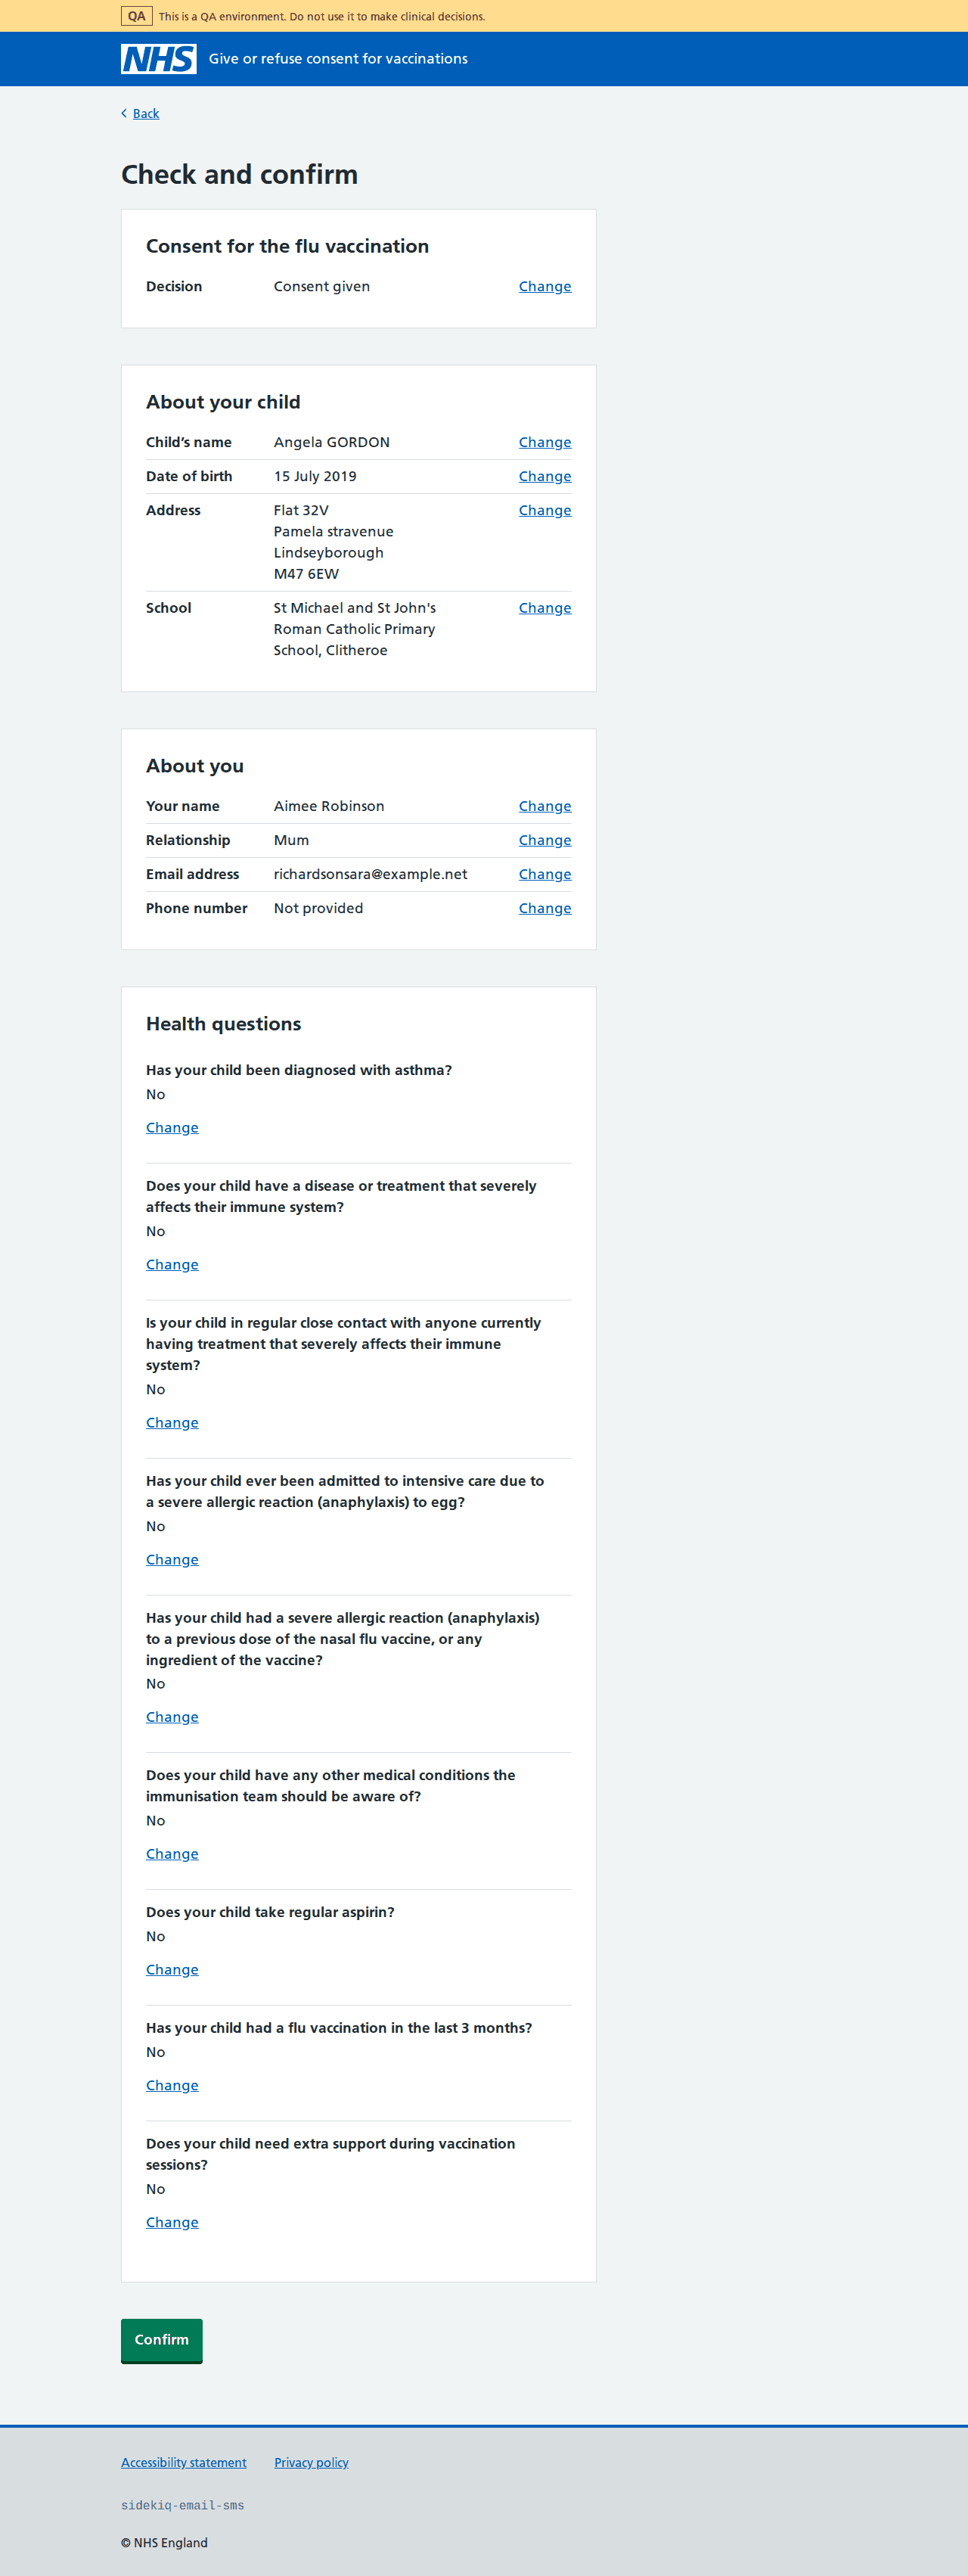 QA This is a QA environment. Do not use it to make clinical decisions.
NHS Give or refuse consent for vaccinations
Back
Check and confirm
Consent for the flu vaccination
Decision Consent given Change
About your child
Child’s name Angela GORDON Change
Date of birth 15 July 2019 Change
Address Flat 32V Change
Pamela stravenue
Lindseyborough
M47 6EW
School St Michael and St John's Change
Roman Catholic Primary
School, Clitheroe
About you
Your name Aimee Robinson Change
Relationship Mum Change
Email address richardsonsara@example.net Change
Phone number Not provided Change
Health questions
Has your child been diagnosed with asthma?
No
Change
Does your child have a disease or treatment that severely
affects their immune system?
No
Change
Is your child in regular close contact with anyone currently
having treatment that severely affects their immune
system?
No
Change
Has your child ever been admitted to intensive care due to
a severe allergic reaction (anaphylaxis) to egg?
No
Change
Has your child had a severe allergic reaction (anaphylaxis)
to a previous dose of the nasal flu vaccine, or any
ingredient of the vaccine?
No
Change
Does your child have any other medical conditions the
immunisation team should be aware of?
No
Change
Does your child take regular aspirin?
No
Change
Has your child had a flu vaccination in the last 3 months?
No
Change
Does your child need extra support during vaccination
sessions?
No
Change
Confirm
Accessibility statement Privacy policy
sidekiq-email-sms
© NHS England